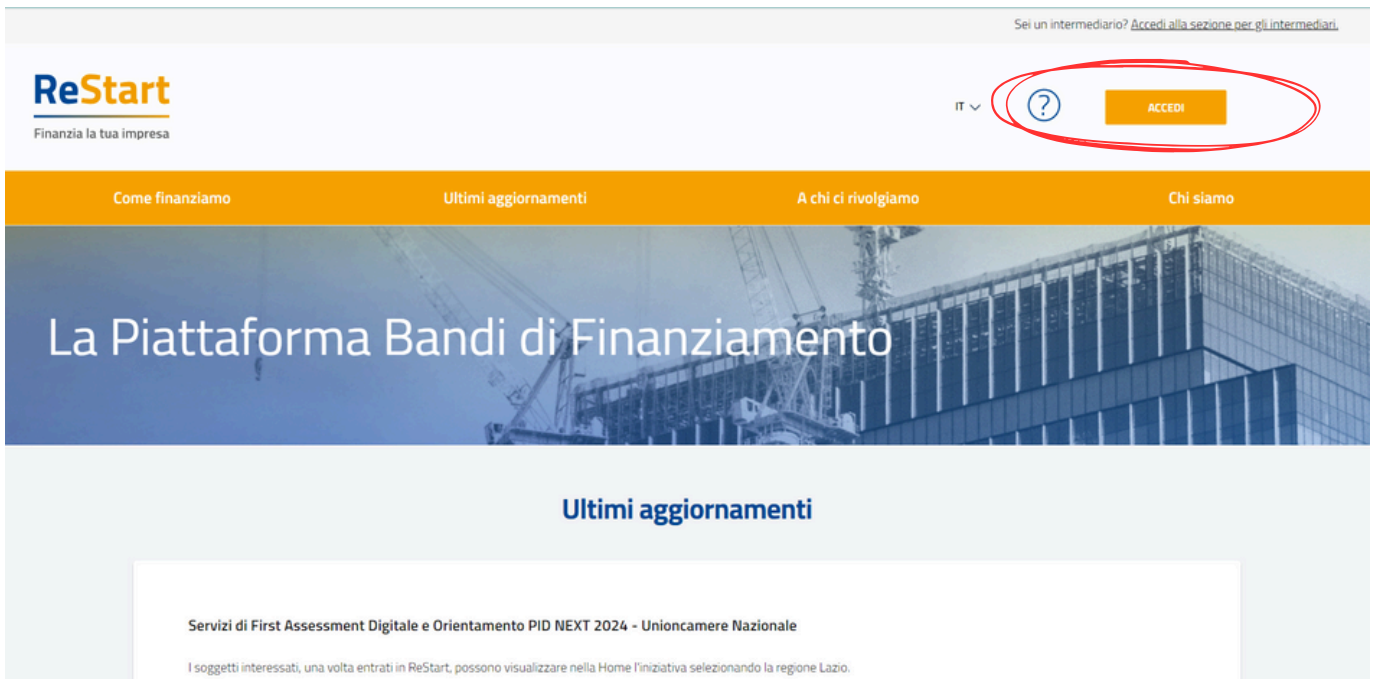 Sei un intermediario? Accedi alla sezione per gli intermediari.
ReStart
Finanzia la tua impresa
IT
?
ACCEDI
Come finanziamo
Ultimi aggiornamenti
A chi ci rivolgiamo
Chi siamo
La Piattaforma Bandi di Finanziamento
Ultimi aggiornamenti
Servizi di First Assessment Digitale e Orientamento PID NEXT 2024 - Unioncamere Nazionale
I soggetti interessati, una volta entrati in ReStart, possono visualizzare nella Home l'iniziativa selezionando la regione Lazio.